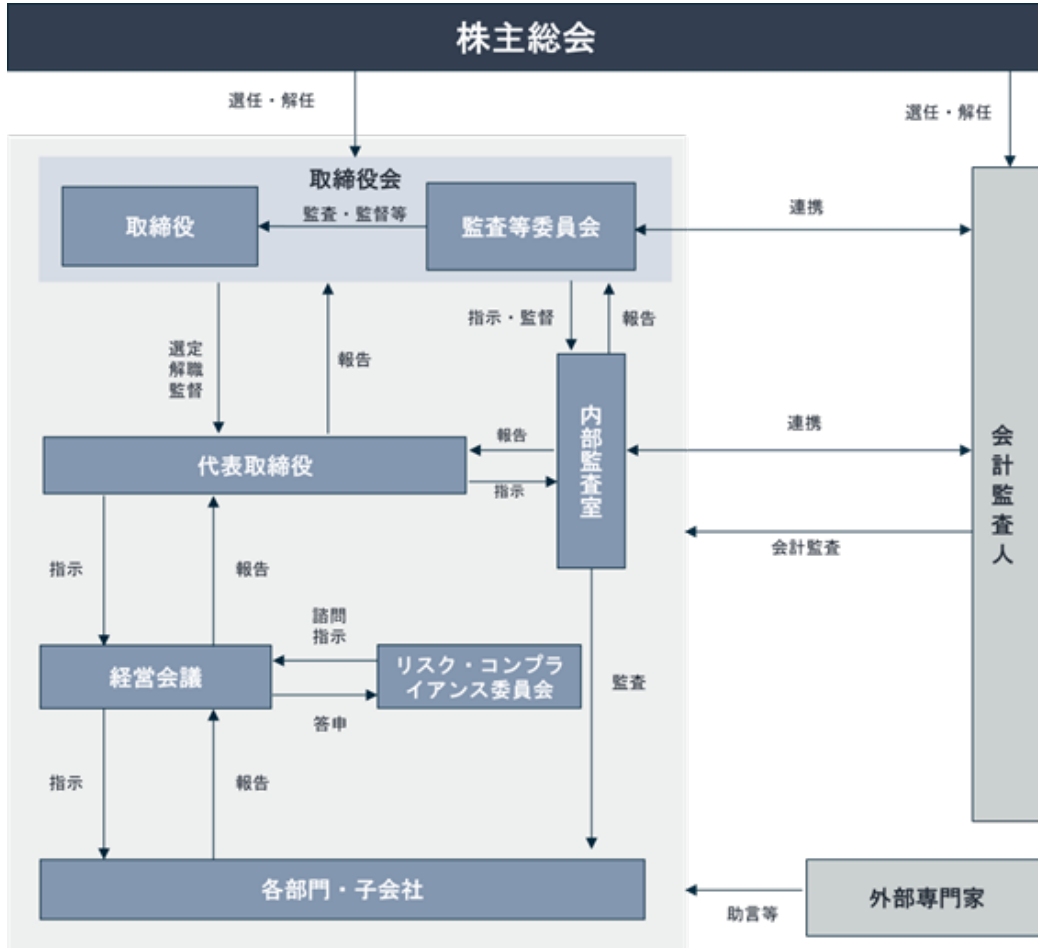 株主総会
選任・解任
選任・解任
取締役会
取締役
監査・監督等
監査等委員会
連携
指示・監督
報告
選定
解職
監督
報告
内部監査室
連携
会計監査人
報告
代表取締役
指示
会計監査
指示
報告
諮問
指示
経営会議
リスク・コンプラ
イアンス委員会
監査
答申
指示
報告
各部門・子会社
外部専門家
助言等